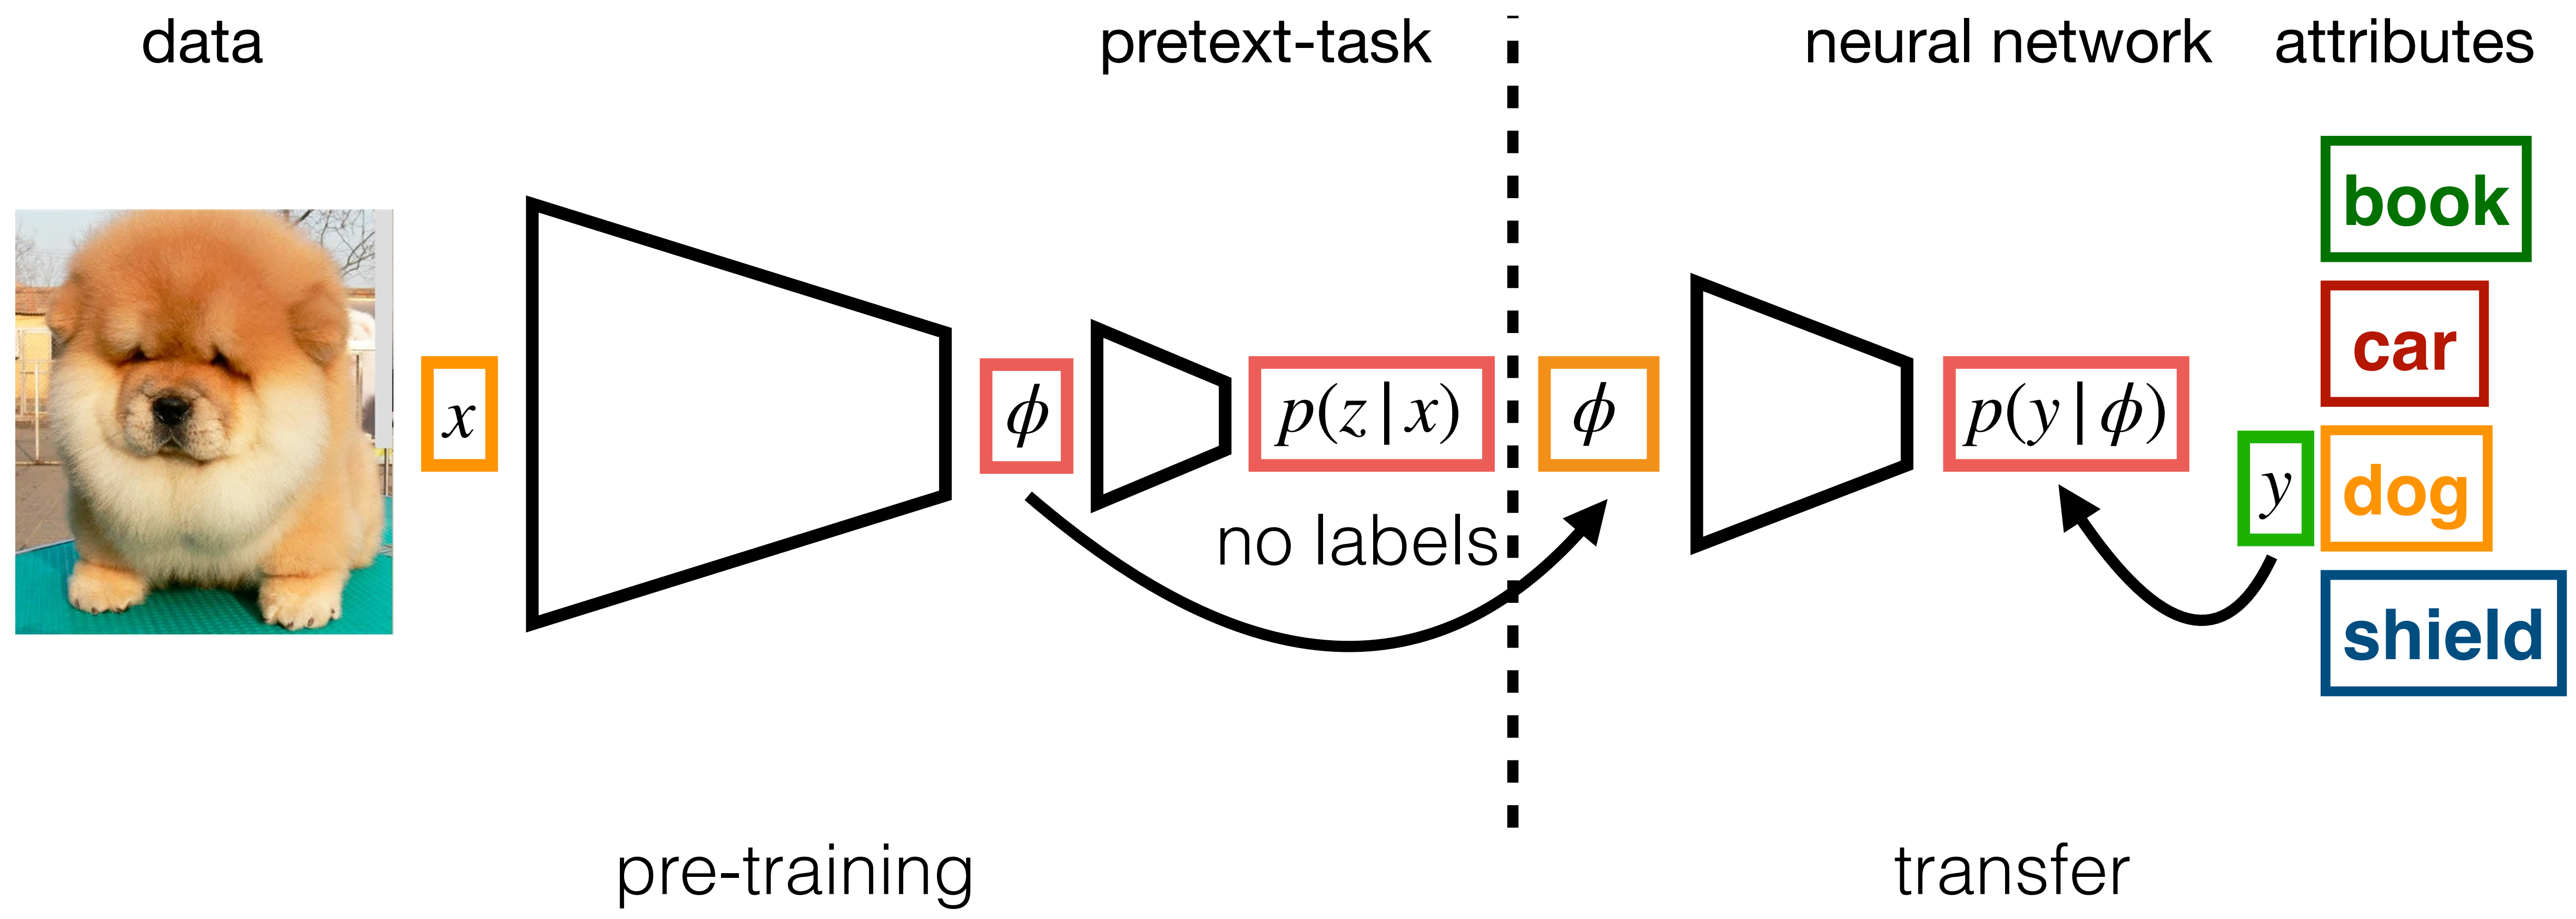 data
pretext-task
neural network
attributes
x
ϕ
p(z|x)
no labels
ϕ
p(y|ϕ)
y
book
car
dog
shield
pre-training
transfer